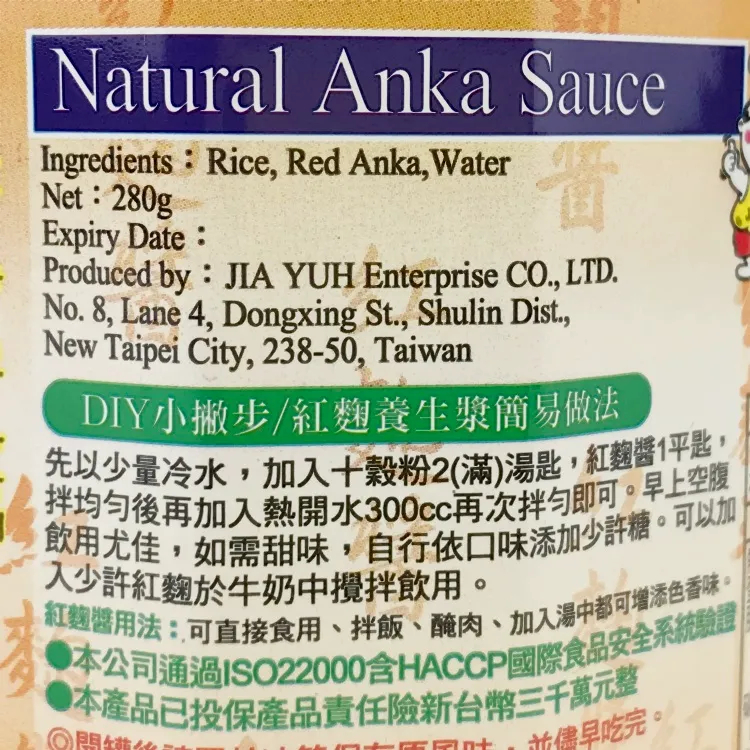 Natural Anka Sauce
Ingredients：Rice, Red Anka,Water
Net：280g
Expiry Date：
Produced by：JIA YUH Enterprise CO., LTD.
No. 8, Lane 4, Dongxing St., Shulin Dist.,
New Taipei City, 238-50, Taiwan
DIY小撇步/紅麴養生漿簡易做法
先以少量冷水，加入十穀粉2(滿)湯匙，紅麴醬1平匙，
拌均勻後再加入熱開水300cc再次拌勻即可。早上空腹
飲用尤佳，如需甜味，自行依口味添加少許糖。可以加
入少許紅麴於牛奶中攪拌飲用。
紅麴醬用法：可直接食用、拌飯、醃肉、加入湯中都可增添色香味。
●本公司通過ISO22000含HACCP國際食品安全系統驗證
●本產品已投保產品責任險新台幣三千萬元整
並儘早吃完。